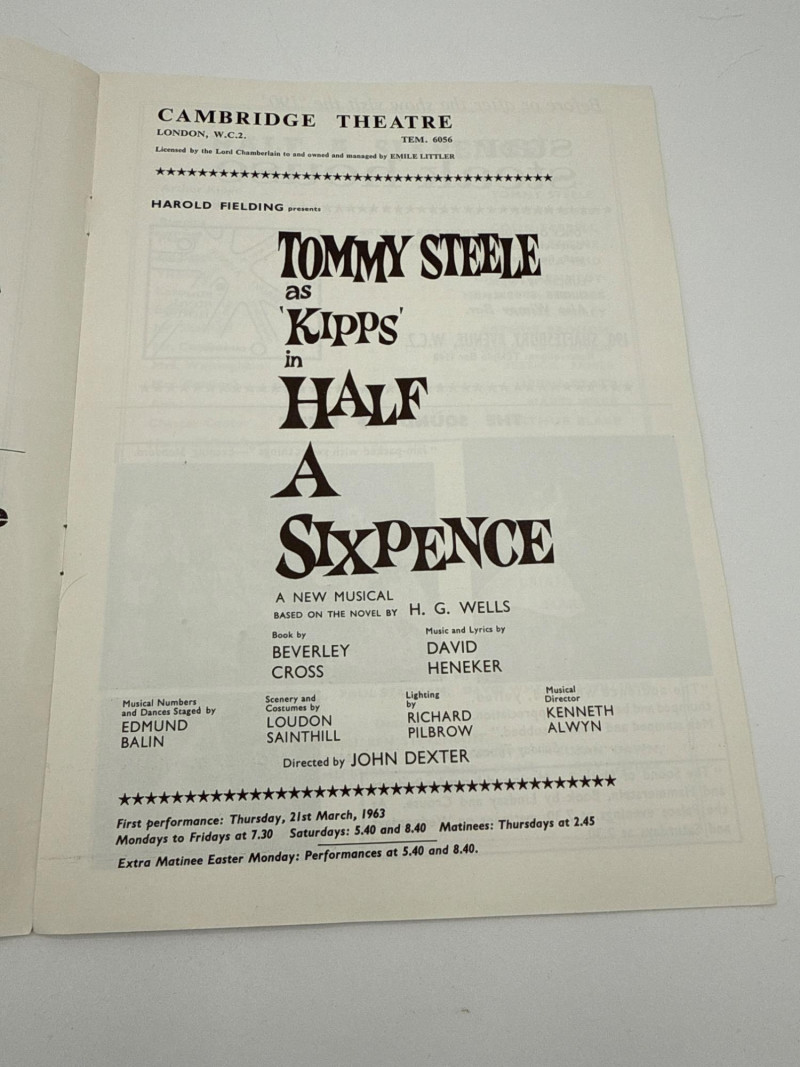 CAMBRIDGE THEATRE
LONDON, W.C.2. TEM. 6056
Licensed by the Lord Chamberlain to and owned and managed by EMILE LITTLER
★★★★★★★★★★★★★★★★★★★★★★★★★★★★★★★★★★★★★★
HAROLD FIELDING presents
TOMMY STEELE
as
'KIPPS'
in
HALF
A
SIXPENCE
A NEW MUSICAL
BASED ON THE NOVEL BY H. G. WELLS
Book by
BEVERLEY
CROSS
Music and Lyrics by
DAVID
HENEKER
Musical Numbers
and Dances Staged by
EDMUND
BALIN
Scenery and
Costumes by
LOUDON
SAINTHILL
Lighting
by
RICHARD
PILBROW
Musical
Director
KENNETH
ALWYN
Directed by JOHN DEXTER
★★★★★★★★★★★★★★★★★★★★★★★★★★★★★★★★★★★★★★
First performance: Thursday, 21st March, 1963
Mondays to Fridays at 7.30 Saturdays: 5.40 and 8.40 Matinees: Thursdays at 2.45
Extra Matinee Easter Monday: Performances at 5.40 and 8.40.